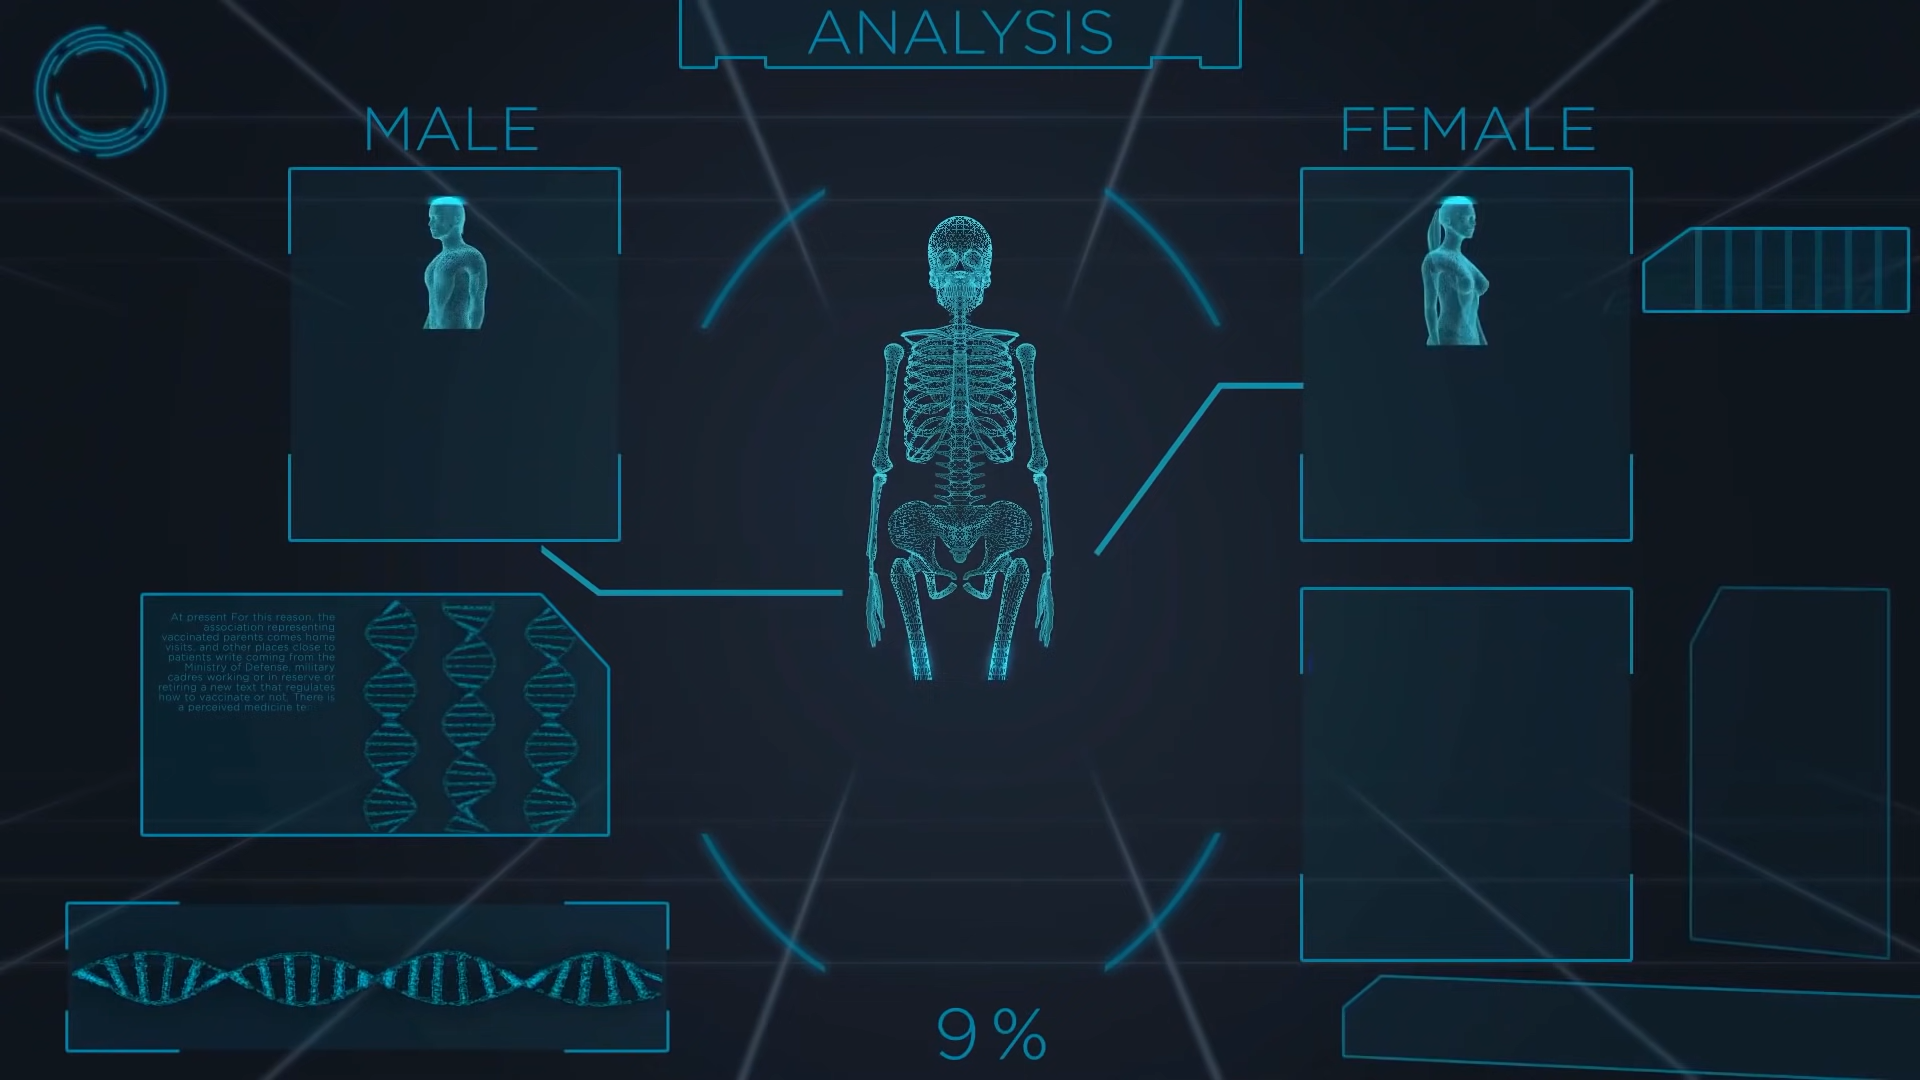 ANALYSIS
MALE
FEMALE
At present For this reason, the
association representing
vaccinated parents comes home
visits, and other places close to
patients write coming from the
Ministry of Defense, military
cadres working or in reserve or
retiring a new text that regulates
how to vaccinate or not, There is
a perceived medicine te
9%